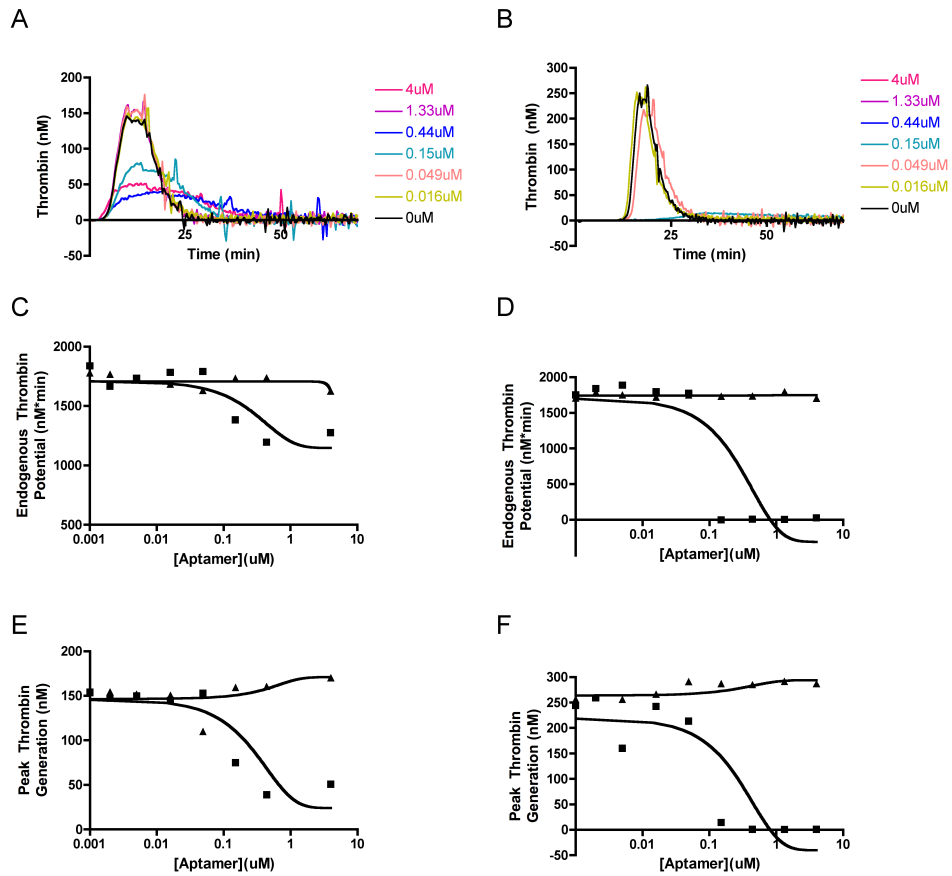 A
200
150
100
50
0
-50
Thrombin (nM)
25
50
Time (min)
4uM
1.33uM
0.44uM
0.15uM
0.049uM
0.016uM
0uM
B
300
250
200
150
100
50
0
-50
Thrombin (nM)
25
50
Time (min)
4uM
1.33uM
0.44uM
0.15uM
0.049uM
0.016uM
0uM
C
2000
1500
1000
500
Endogenous Thrombin
Potential (nM*min)
0.001
0.01
0.1
1
10
[Aptamer](uM)
D
2000
1500
1000
500
0
Endogenous Thrombin
Potential (nM*min)
0.01
0.1
1
10
[Aptamer](uM)
E
200
150
100
50
0
Peak Thrombin
Generation (nM)
0.001
0.01
0.1
1
10
[Aptamer](uM)
F
300
250
200
150
100
50
0
-50
Peak Thrombin
Generation (nM)
0.01
0.1
1
10
[Aptamer](uM)